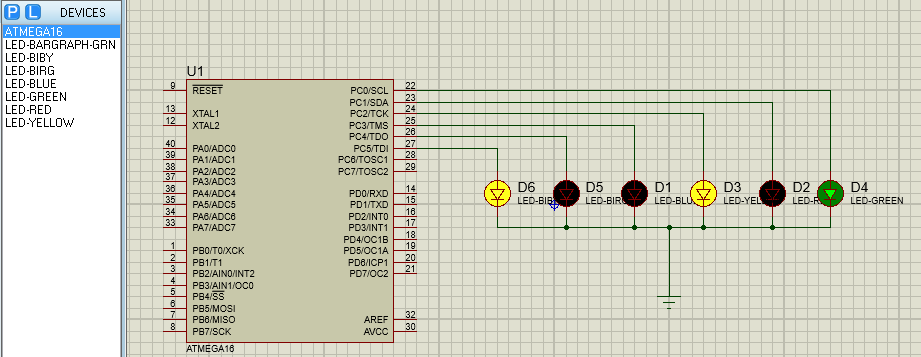 P L DEVICES
ATMEGA16
LED-BARGRAPH-GRN
LED-BIBY
LED-BIRG
LED-BLUE
LED-GREEN
LED-RED
LED-YELLOW
U1
9 RESET PC0/SCL 22
PC1/SDA 23
13 XTAL1 PC2/TCK 24
12 XTAL2 PC3/TMS 25
PC4/TDO 26
40 PA0/ADC0 PC5/TDI 27
39 PA1/ADC1 PC6/TOSC1 28
38 PA2/ADC2 PC7/TOSC2 29
37 PA3/ADC3
36 PA4/ADC4 PD0/RXD 14
35 PA5/ADC5 PD1/TXD 15
34 PA6/ADC6 PD2/INT0 16
33 PA7/ADC7 PD3/INT1 17
PD4/OC1B 18
1 PB0/T0/XCK PD5/OC1A 19
2 PB1/T1 PD6/ICP1 20
3 PB2/AIN0/INT2 PD7/OC2 21
4 PB3/AIN1/OC0
5 PB4/SS
6 PB5/MOSI
7 PB6/MISO AREF 32
8 PB7/SCK AVCC 30
ATMEGA16
D6 D5 D1 D3 D2 D4
LED-BIB LED-BIRG LED-BLU LED-YEL LED-R LED-GREEN